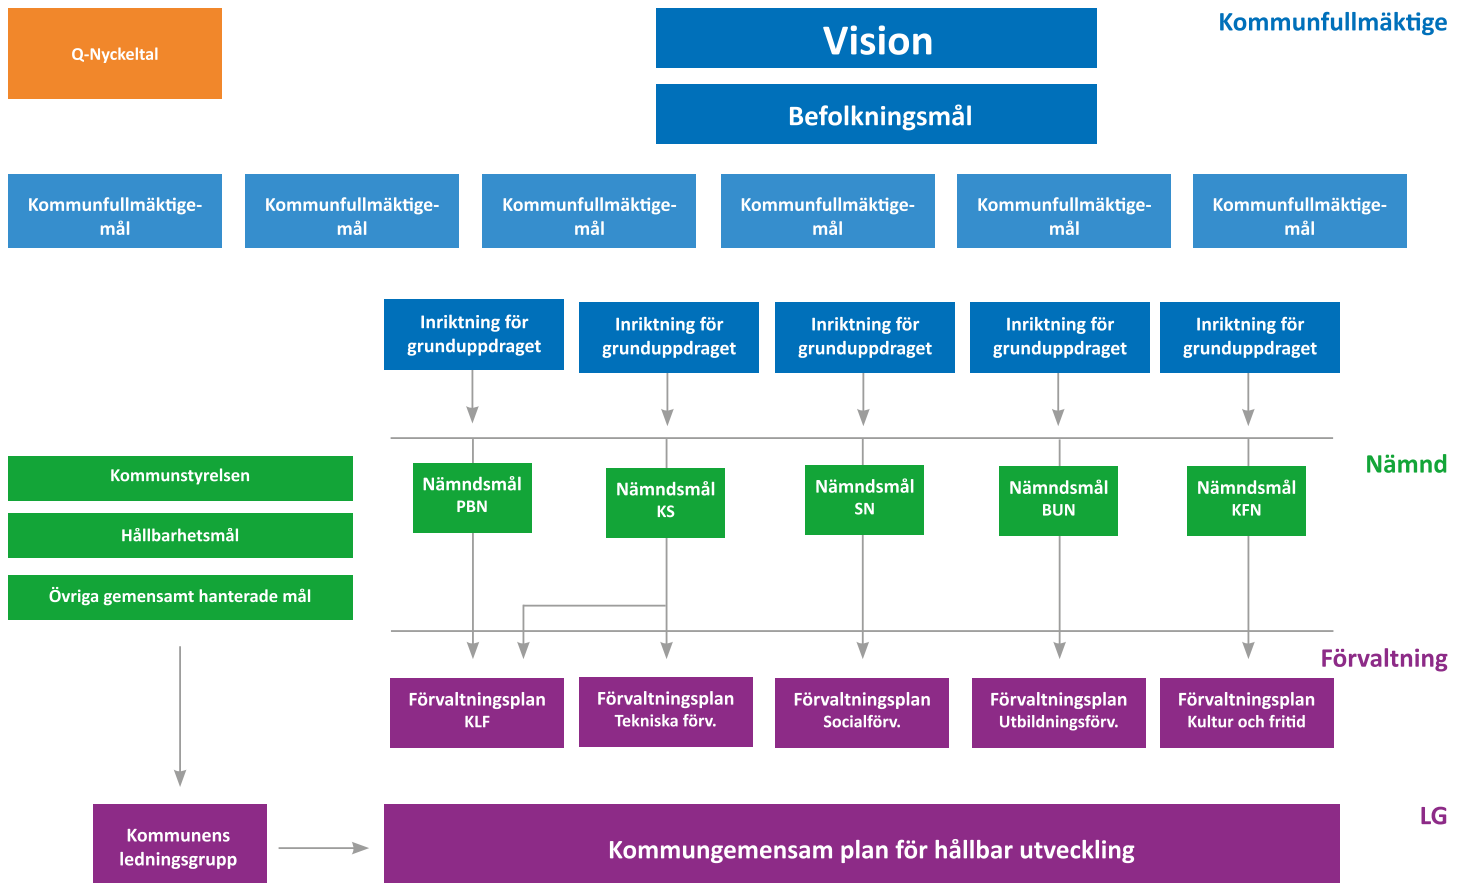 Q-Nyckeltal
Vision
Kommunfullmäktige
Befolkningsmål
Kommunfullmäktige-
mål
Kommunfullmäktige-
mål
Kommunfullmäktige-
mål
Kommunfullmäktige-
mål
Kommunfullmäktige-
mål
Kommunfullmäktige-
mål
Inriktning för
grunduppdraget
Inriktning för
grunduppdraget
Inriktning för
grunduppdraget
Inriktning för
grunduppdraget
Inriktning för
grunduppdraget
Nämnd
Kommunstyrelsen
Hållbarhetsmål
Övriga gemensamt hanterade mål
Nämndsmål
PBN
Nämndsmål
KS
Nämndsmål
SN
Nämndsmål
BUN
Nämndsmål
KFN
Förvaltning
Förvaltningsplan
KLF
Förvaltningsplan
Tekniska förv.
Förvaltningsplan
Socialförv.
Förvaltningsplan
Utbildningsförv.
Förvaltningsplan
Kultur och fritid
LG
Kommunens
ledningsgrupp
Kommungemensam plan för hållbar utveckling